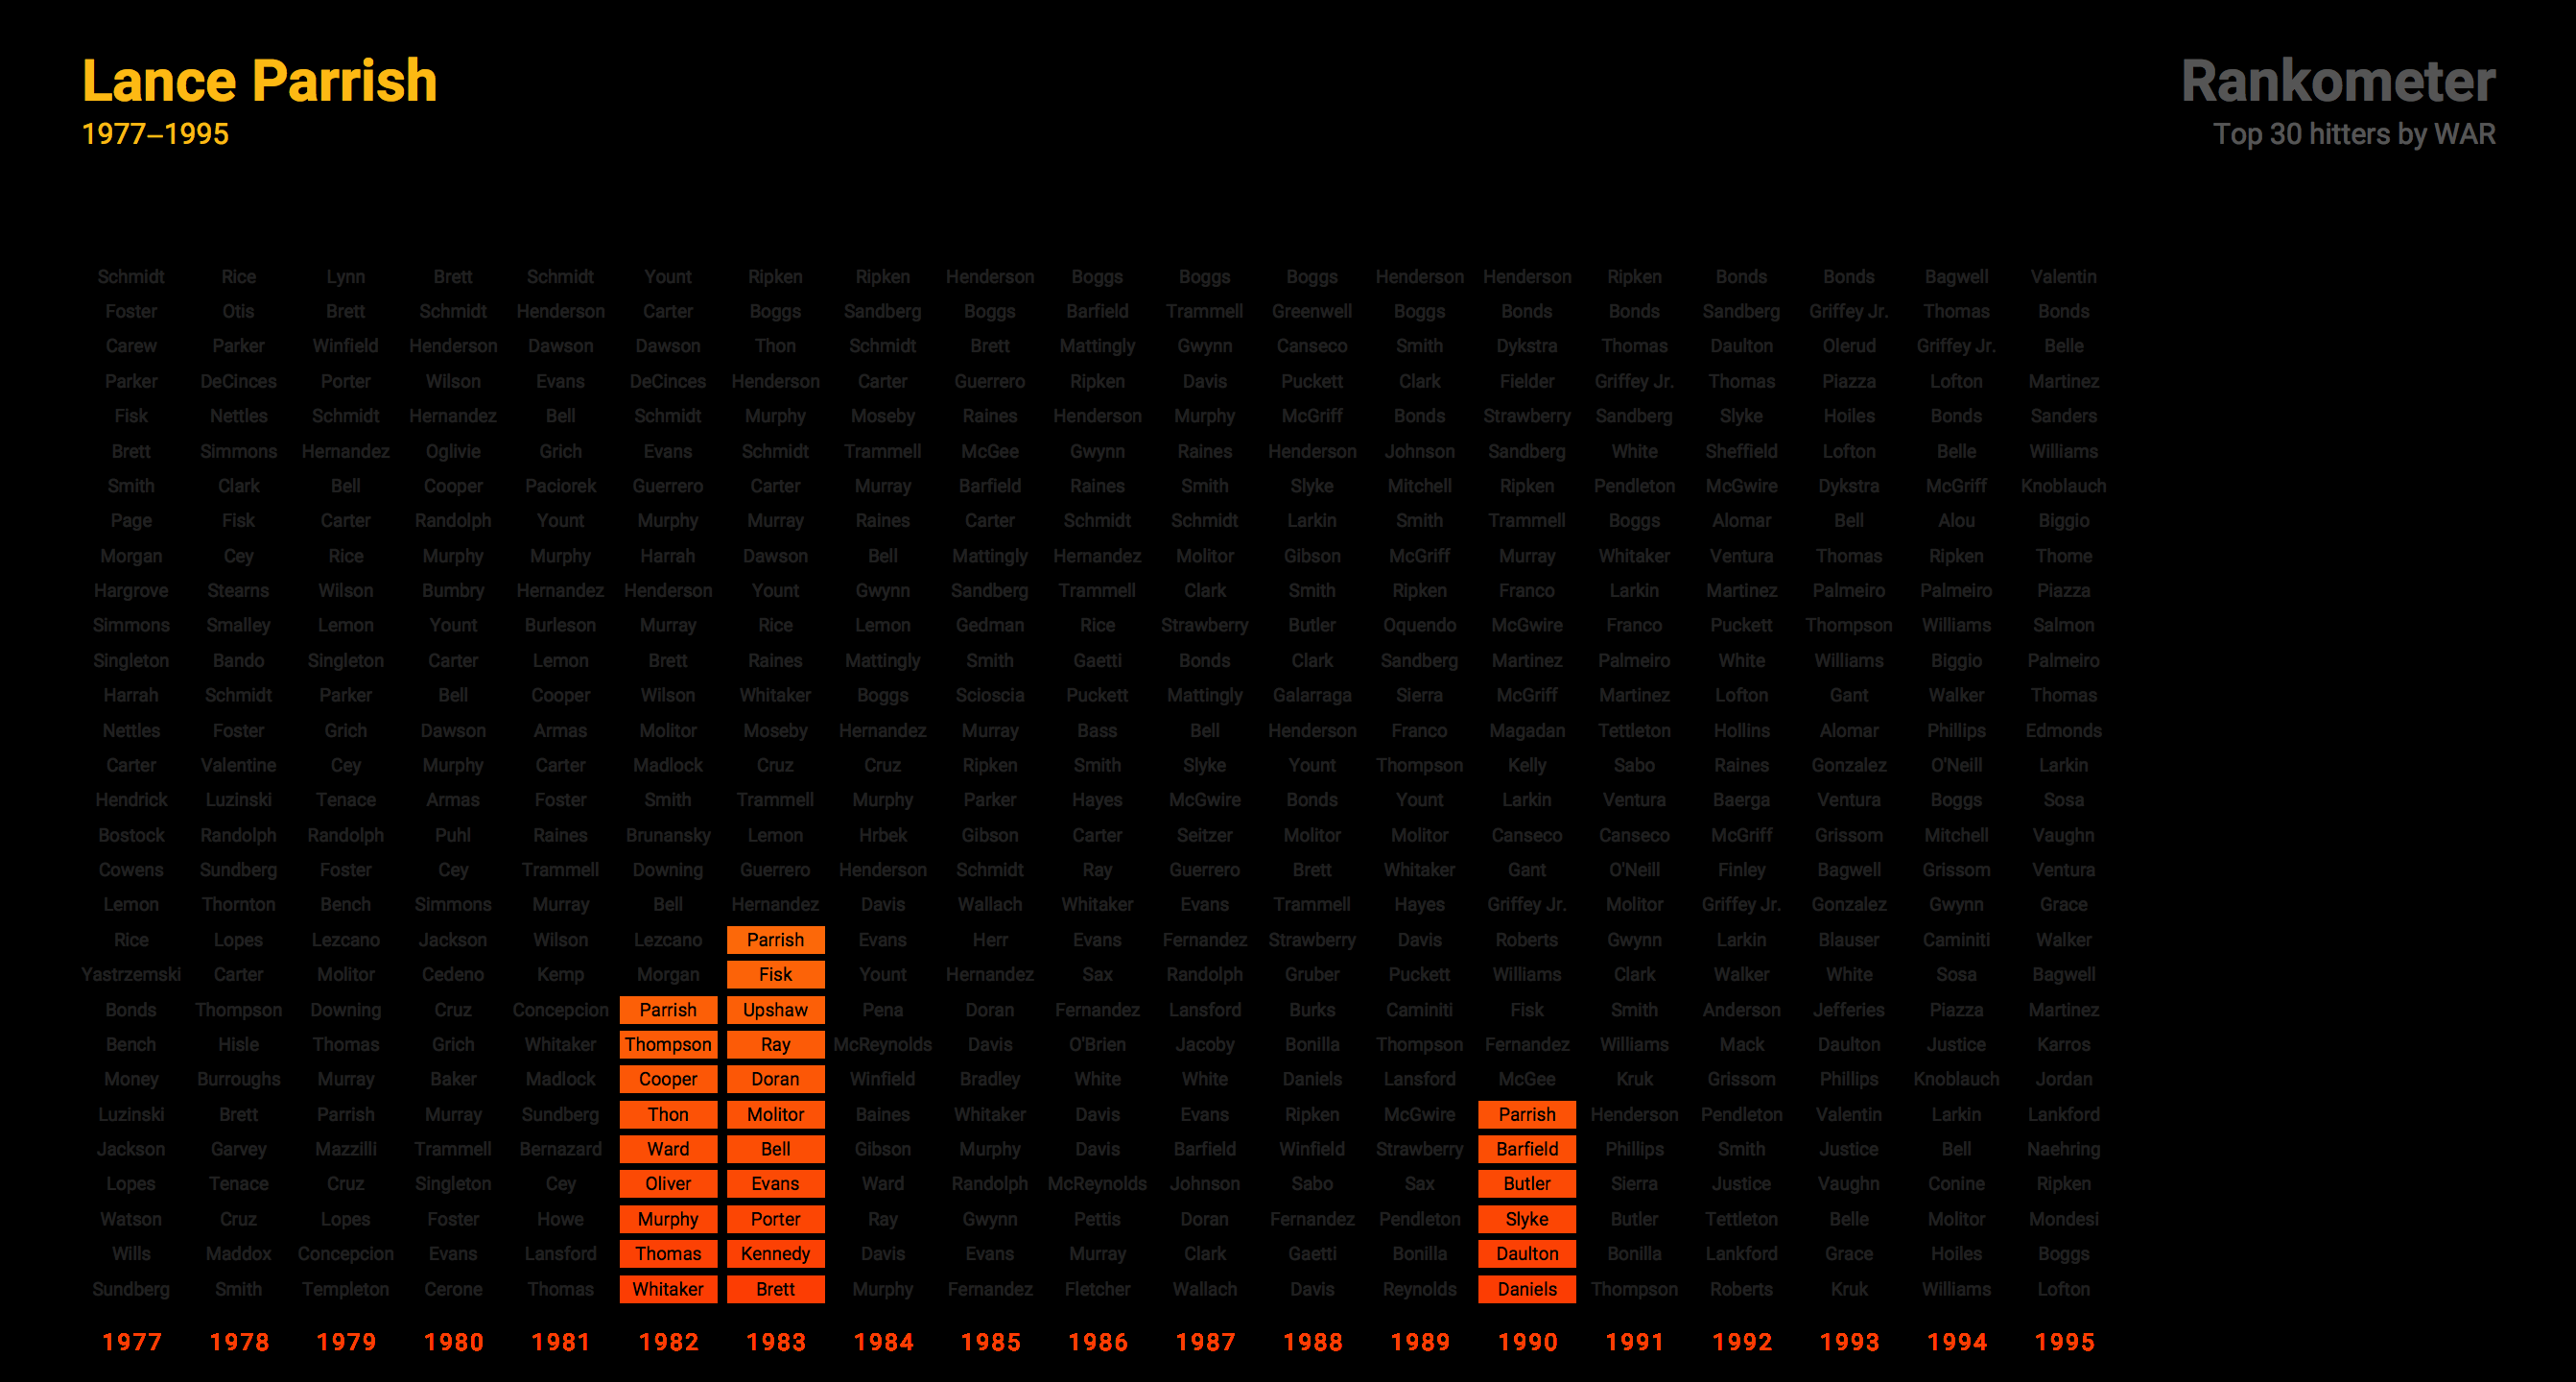 Lance Parrish
1977–1995
Rankometer
Top 30 hitters by WAR
Schmidt Rice Lynn Brett Schmidt Yount Ripken Ripken Henderson Boggs Boggs Boggs Henderson Henderson Ripken Bonds Bonds Bagwell Valentin
Foster Otis Brett Schmidt Henderson Carter Boggs Sandberg Boggs Barfield Trammell Greenwell Boggs Bonds Bonds Sandberg Griffey Jr. Thomas Bonds
Carew Parker Winfield Henderson Dawson Dawson Thon Schmidt Brett Mattingly Gwynn Canseco Smith Dykstra Thomas Daulton Olerud Griffey Jr. Belle
Parker DeCinces Porter Wilson Evans DeCinces Henderson Carter Guerrero Ripken Davis Puckett Clark Fielder Griffey Jr. Thomas Piazza Lofton Martinez
Fisk Nettles Schmidt Hernandez Bell Schmidt Murphy Moseby Raines Henderson Murphy McGriff Bonds Strawberry Sandberg Slyke Hoiles Bonds Sanders
Brett Simmons Hernandez Oglivie Grich Evans Schmidt Trammell McGee Gwynn Raines Henderson Johnson Sandberg White Sheffield Lofton Belle Williams
Smith Clark Bell Cooper Paciorek Guerrero Carter Murray Barfield Raines Smith Slyke Mitchell Ripken Pendleton McGwire Dykstra McGriff Knoblauch
Page Fisk Carter Randolph Yount Murphy Murray Raines Carter Schmidt Schmidt Larkin Smith Trammell Boggs Alomar Bell Alou Biggio
Morgan Cey Rice Murphy Murphy Harrah Dawson Bell Mattingly Hernandez Molitor Gibson McGriff Murray Whitaker Ventura Thomas Ripken Thome
Hargrove Stearns Wilson Bumbry Hernandez Henderson Yount Gwynn Sandberg Trammell Clark Smith Ripken Franco Larkin Martinez Palmeiro Palmeiro Piazza
Simmons Smalley Lemon Yount Burleson Murray Rice Lemon Gedman Rice Strawberry Butler Oquendo McGwire Franco Puckett Thompson Williams Salmon
Singleton Bando Singleton Carter Lemon Brett Raines Mattingly Smith Gaetti Bonds Clark Sandberg Martinez Palmeiro White Williams Biggio Palmeiro
Harrah Schmidt Parker Bell Cooper Wilson Whitaker Boggs Scioscia Puckett Mattingly Galarraga Sierra McGriff Martinez Lofton Gant Walker Thomas
Nettles Foster Grich Dawson Armas Molitor Moseby Hernandez Murray Bass Bell Henderson Franco Magadan Tettleton Hollins Alomar Phillips Edmonds
Carter Valentine Cey Murphy Carter Madlock Cruz Cruz Ripken Smith Slyke Yount Thompson Kelly Sabo Raines Gonzalez O'Neill Larkin
Hendrick Luzinski Tenace Armas Foster Smith Trammell Murphy Parker Hayes McGwire Bonds Yount Larkin Ventura Baerga Ventura Boggs Sosa
Bostock Randolph Randolph Puhl Raines Brunansky Lemon Hrbek Gibson Carter Seitzer Molitor Molitor Canseco Canseco McGriff Grissom Mitchell Vaughn
Cowens Sundberg Foster Cey Trammell Downing Guerrero Henderson Schmidt Ray Guerrero Brett Whitaker Gant O'Neill Finley Bagwell Grissom Ventura
Lemon Thornton Bench Simmons Murray Bell Hernandez Davis Wallach Whitaker Evans Trammell Hayes Griffey Jr. Molitor Griffey Jr. Gonzalez Gwynn Grace
Rice Lopes Lezcano Jackson Wilson Lezcano Parrish Evans Herr Evans Fernandez Strawberry Davis Roberts Gwynn Larkin Blauser Caminiti Walker
Yastrzemski Carter Molitor Cedeno Kemp Morgan Fisk Yount Hernandez Sax Randolph Gruber Puckett Williams Clark Walker White Sosa Bagwell
Bonds Thompson Downing Cruz Concepcion Parrish Upshaw Pena Doran Fernandez Lansford Burks Caminiti Fisk Smith Anderson Jefferies Piazza Martinez
Bench Hisle Thomas Grich Whitaker Thompson Ray McReynolds Davis O'Brien Jacoby Bonilla Thompson Fernandez Williams Mack Daulton Justice Karros
Money Burroughs Murray Baker Madlock Cooper Doran Winfield Bradley White White Daniels Lansford McGee Kruk Grissom Phillips Knoblauch Jordan
Luzinski Brett Parrish Murray Sundberg Thon Molitor Baines Whitaker Davis Evans Ripken McGwire Parrish Henderson Pendleton Valentin Larkin Lankford
Jackson Garvey Mazzilli Trammell Bernazard Ward Bell Gibson Murphy Davis Barfield Winfield Strawberry Barfield Phillips Smith Justice Bell Naehring
Lopes Tenace Cruz Singleton Cey Oliver Evans Ward Randolph McReynolds Johnson Sabo Sax Butler Sierra Justice Vaughn Conine Ripken
Watson Cruz Lopes Foster Howe Murphy Porter Ray Gwynn Pettis Doran Fernandez Pendleton Slyke Butler Tettleton Belle Molitor Mondesi
Wills Maddox Concepcion Evans Lansford Thomas Kennedy Davis Evans Murray Clark Gaetti Bonilla Daulton Bonilla Lankford Grace Hoiles Boggs
Sundberg Smith Templeton Cerone Thomas Whitaker Brett Murphy Fernandez Fletcher Wallach Davis Reynolds Daniels Thompson Roberts Kruk Williams Lofton
1977 1978 1979 1980 1981 1982 1983 1984 1985 1986 1987 1988 1989 1990 1991 1992 1993 1994 1995